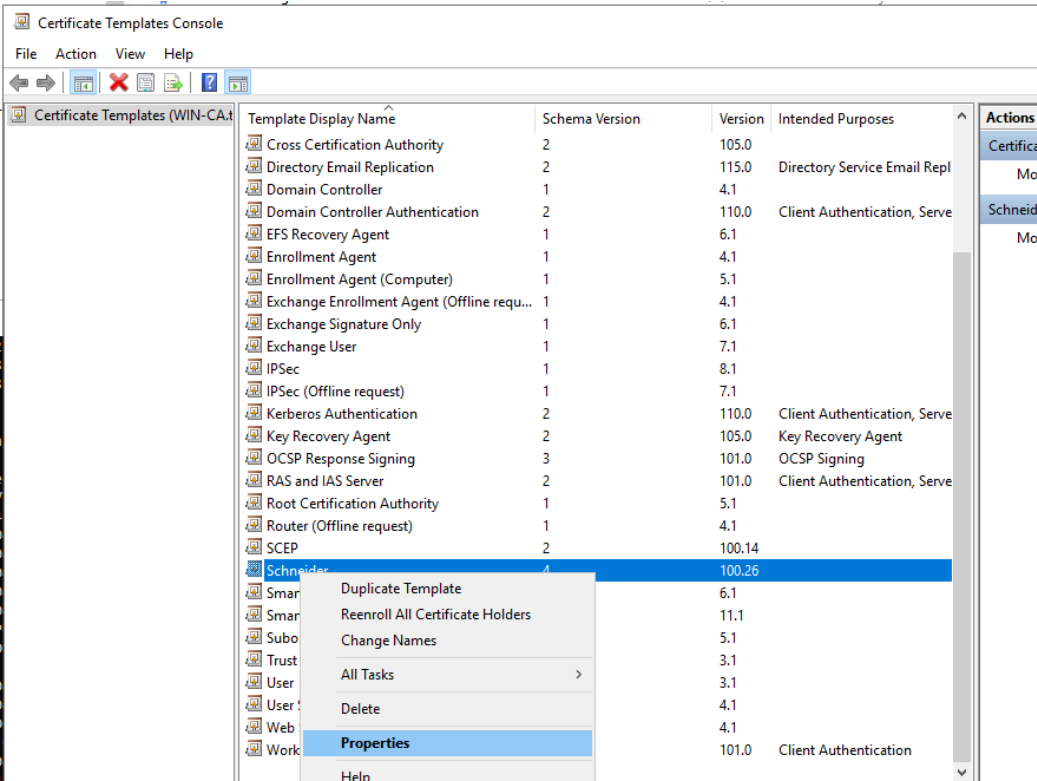 Certificate Templates Console
File Action View Help
Certificate Templates (WIN-CA.t
Template Display Name Schema Version Version Intended Purposes
Cross Certification Authority 2 105.0
Directory Email Replication 2 115.0 Directory Service Email Repl
Domain Controller 1 4.1
Domain Controller Authentication 2 110.0 Client Authentication, Serve
EFS Recovery Agent 1 6.1
Enrollment Agent 1 4.1
Enrollment Agent (Computer) 1 5.1
Exchange Enrollment Agent (Offline requ... 1 4.1
Exchange Signature Only 1 6.1
Exchange User 1 7.1
IPSec 1 8.1
IPSec (Offline request) 1 7.1
Kerberos Authentication 2 110.0 Client Authentication, Serve
Key Recovery Agent 2 105.0 Key Recovery Agent
OCSP Response Signing 3 101.0 OCSP Signing
RAS and IAS Server 2 101.0 Client Authentication, Serve
Root Certification Authority 1 5.1
Router (Offline request) 1 4.1
SCEP 2 100.14
Schneider 4 100.26
Smar 6.1
Smar 11.1
Subo 5.1
Trust 3.1
User 3.1
User S 4.1
Web 4.1
Work 101.0 Client Authentication
Duplicate Template
Reenroll All Certificate Holders
Change Names
All Tasks
Delete
Properties
Help
Actions
Certifica
Mo
Schneid
Mo